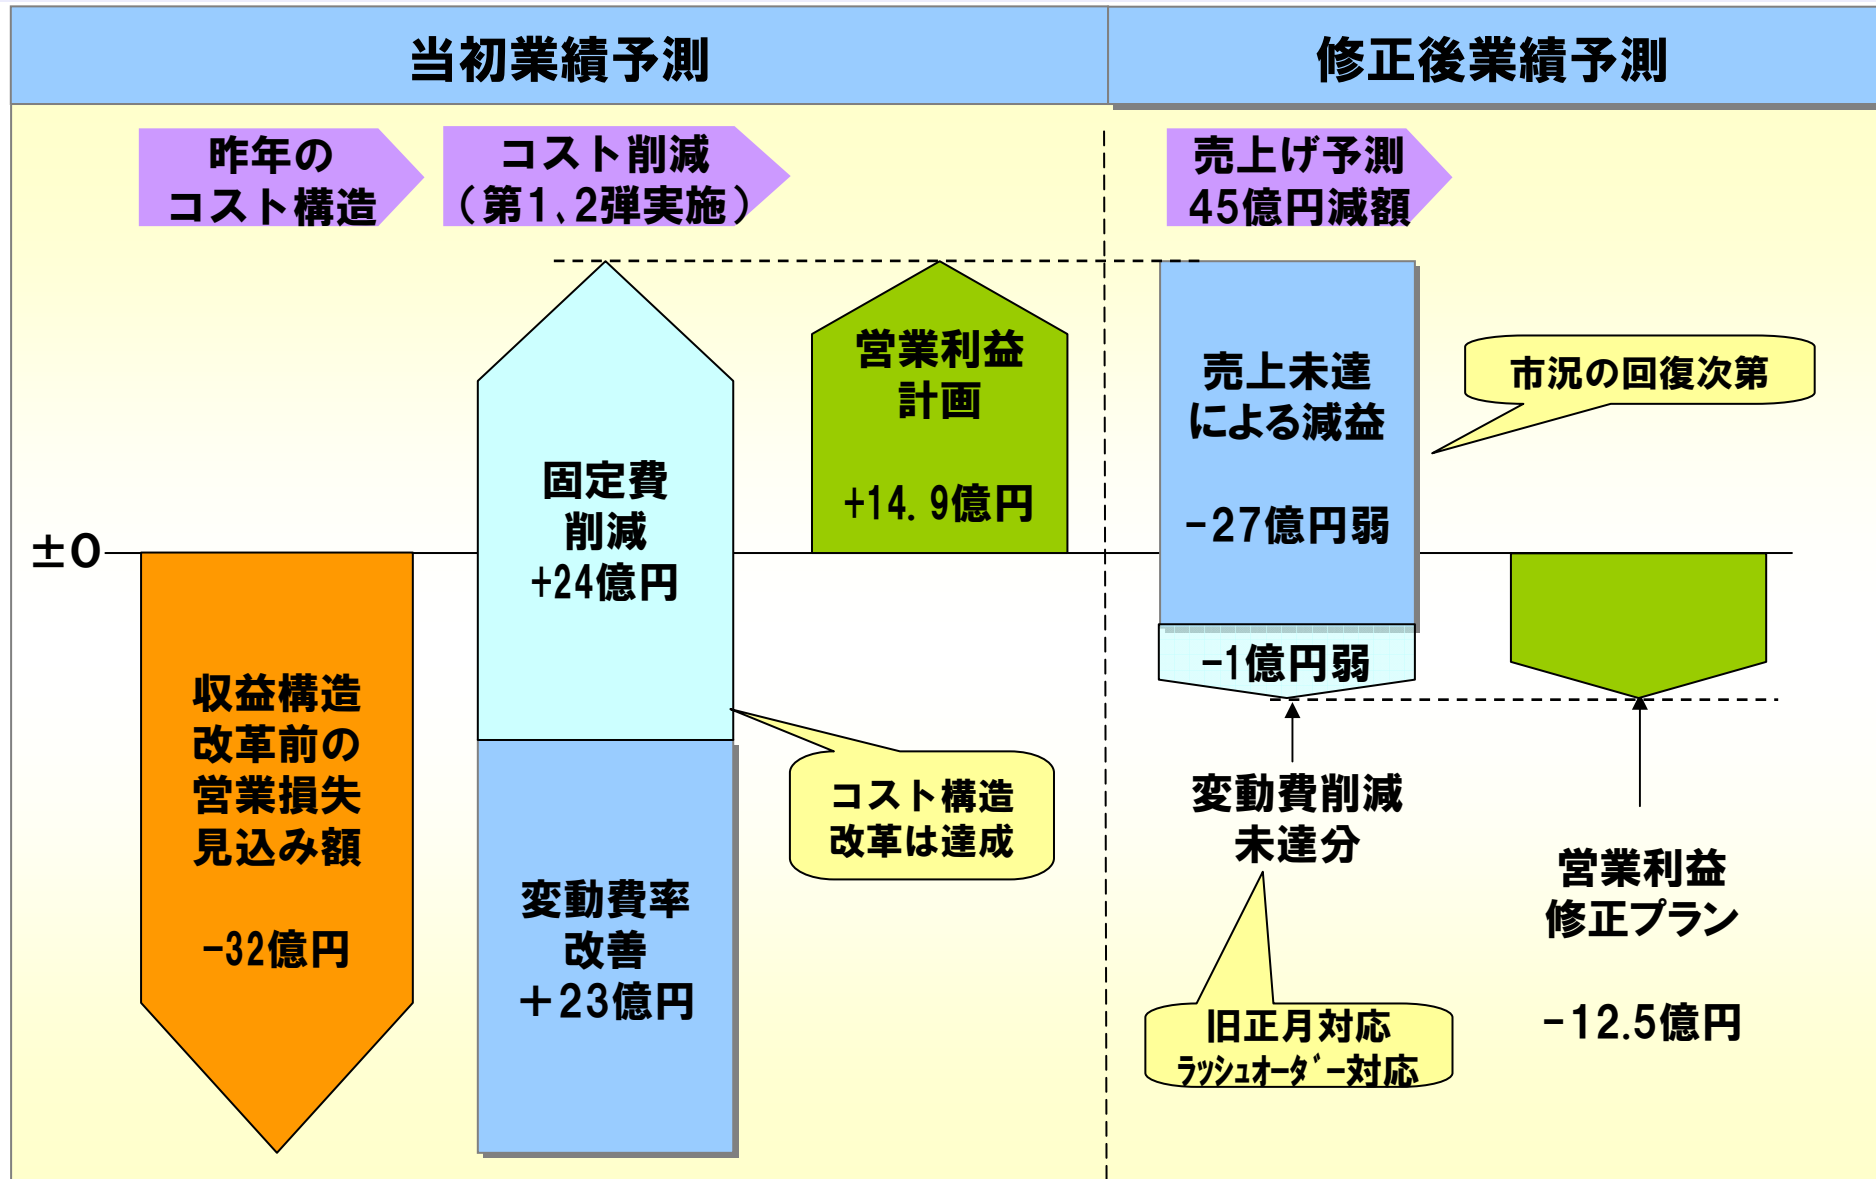 当初業績予測
修正後業績予測
昨年の
コスト構造
コスト削減
（第1、2弾実施）
売上げ予測
45億円減額
固定費
削減
+24億円
営業利益
計画
+14.9億円
売上未達
による減益
-27億円弱
市況の回復次第
±0
-1億円弱
収益構造
改革前の
営業損失
見込み額
-32億円
コスト構造
改革は達成
変動費率
改善
＋23億円
変動費削減
未達分
旧正月対応
ﾗｯｼｭｵｰﾀﾞｰ対応
営業利益
修正プラン
-12.5億円